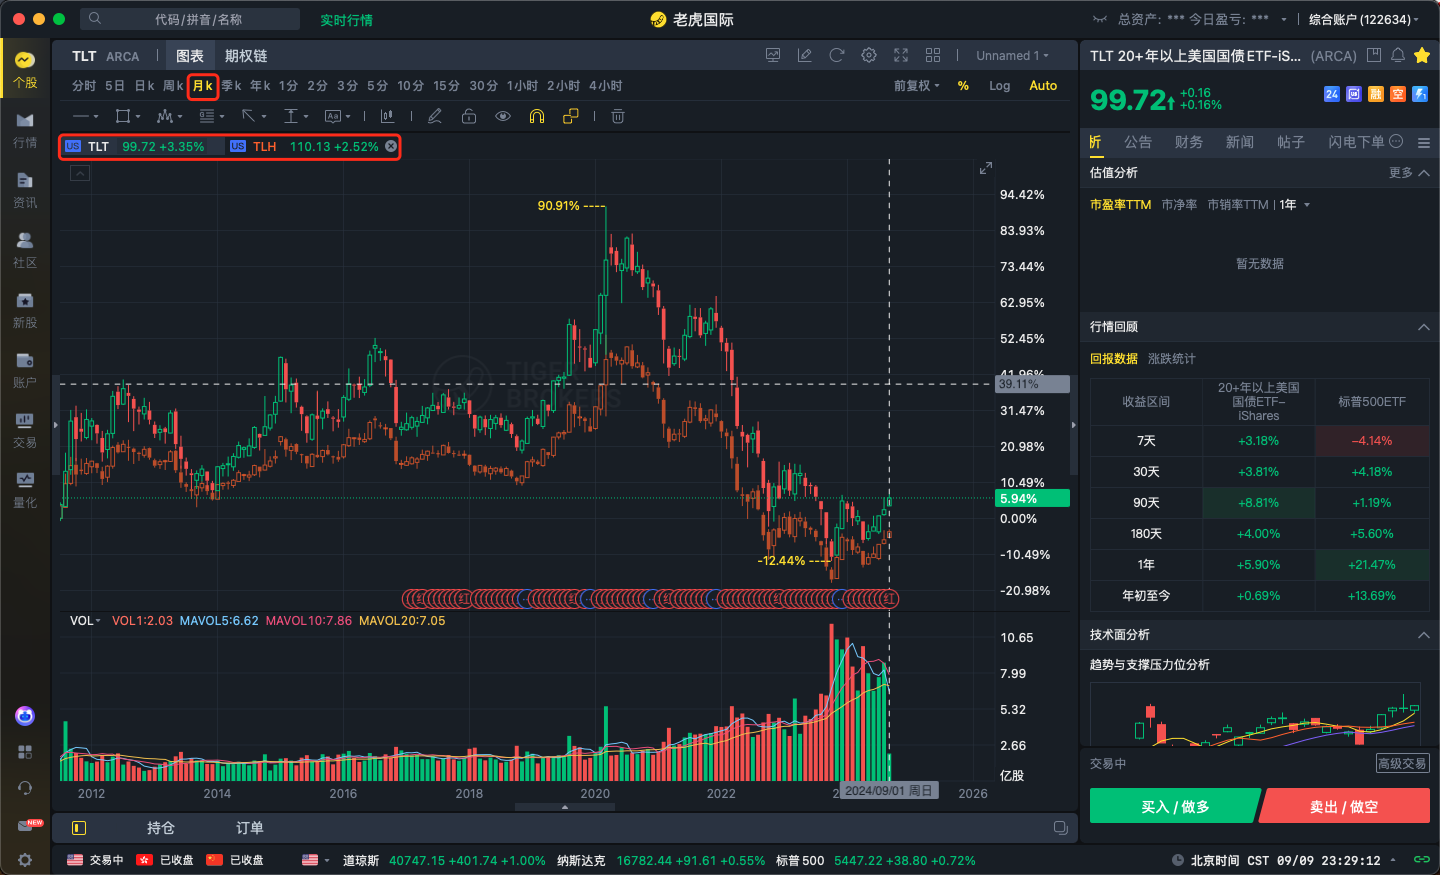 代码/拼音/名称
实时行情
老虎国际
总资产: *** 今日盈亏: ***
综合账户(122634)
个股
行情
资讯
社区
新股
账户
交易
量化
NEW
TLT ARCA 图表 期权链
Unnamed 1
分时 5日 日k 周k 月k 季k 年k 1分 2分 3分 5分 10分 15分 30分 1小时 2小时 4小时
前复权 % Log Auto
Aa
US TLT 99.72 +3.35% US TLH 110.13 +2.52%
TIGER
BROKERS
90.91%
-12.44%
94.42%
83.93%
73.44%
62.95%
52.45%
41.96%
39.11%
31.47%
20.98%
10.49%
5.94%
0.00%
-10.49%
-20.98%
VOL VOL1:2.03 MAVOL5:6.62 MAVOL10:7.86 MAVOL20:7.05
10.65
7.99
5.32
2.66
亿股
2012 2014 2016 2018 2020 2022 2024/09/01 周日 2026
持仓 订单
TLT 20+年以上美国国债ETF-iS... (ARCA)
99.72
+0.16
+0.16%
24 融 空
析 公告 财务 新闻 帖子 闪电下单
估值分析 更多
市盈率TTM 市净率 市销率TTM 1年
暂无数据
行情回顾
回报数据 涨跌统计
收益区间
20+年以上美国
国债ETF-
iShares
标普500ETF
7天 +3.18% -4.14%
30天 +3.81% +4.18%
90天 +8.81% +1.19%
180天 +4.00% +5.60%
1年 +5.90% +21.47%
年初至今 +0.69% +13.69%
技术面分析
趋势与支撑压力位分析
交易中 高级交易
买入 / 做多 卖出 / 做空
交易中 已收盘 已收盘
道琼斯 40747.15 +401.74 +1.00% 纳斯达克 16782.44 +91.61 +0.55% 标普500 5447.22 +38.80 +0.72%
北京时间 CST 09/09 23:29:12